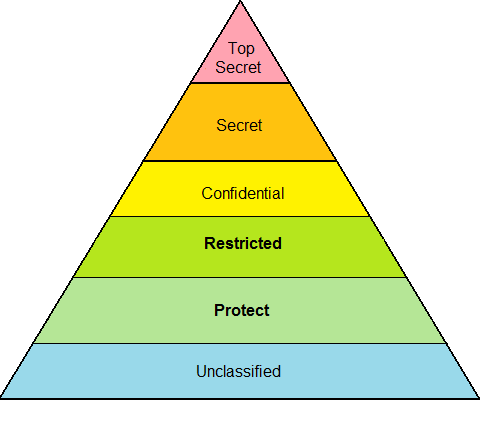 Top
Secret
Secret
Confidential
Restricted
Protect
Unclassified